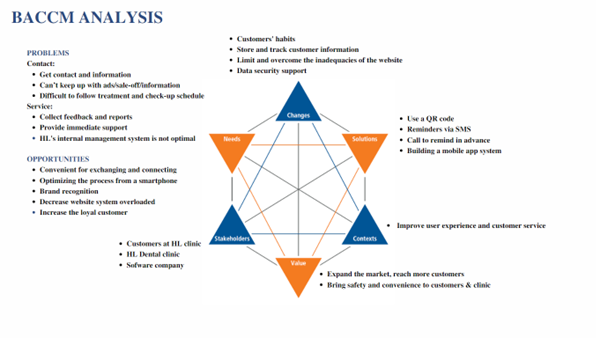 BACCM ANALYSIS
PROBLEMS
Contact:
Get contact and information
Can't keep up with ads/sale-off/information
Difficult to follow treatment and check-up schedule
Service:
Collect feedback and reports
Provide immediate support
HL's internal management system is not optimal
OPPORTUNITIES
Convenient for exchanging and connecting
Optimizing the process from a smartphone
Brand recognition
Decrease website system overloaded
Increase the loyal customer
Customers' habits
Store and track customer information
Limit and overcome the inadequacies of the website
Data security support
Changes
Needs
Solutions
Use a QR code
Reminders via SMS
Call to remind in advance
Building a mobile app system
Stakeholders
Contexts
Improve user experience and customer service
Customers at HL clinic
HL Dental clinic
Sofware company
Value
Expand the market, reach more customers
Bring safety and convenience to customers & clinic